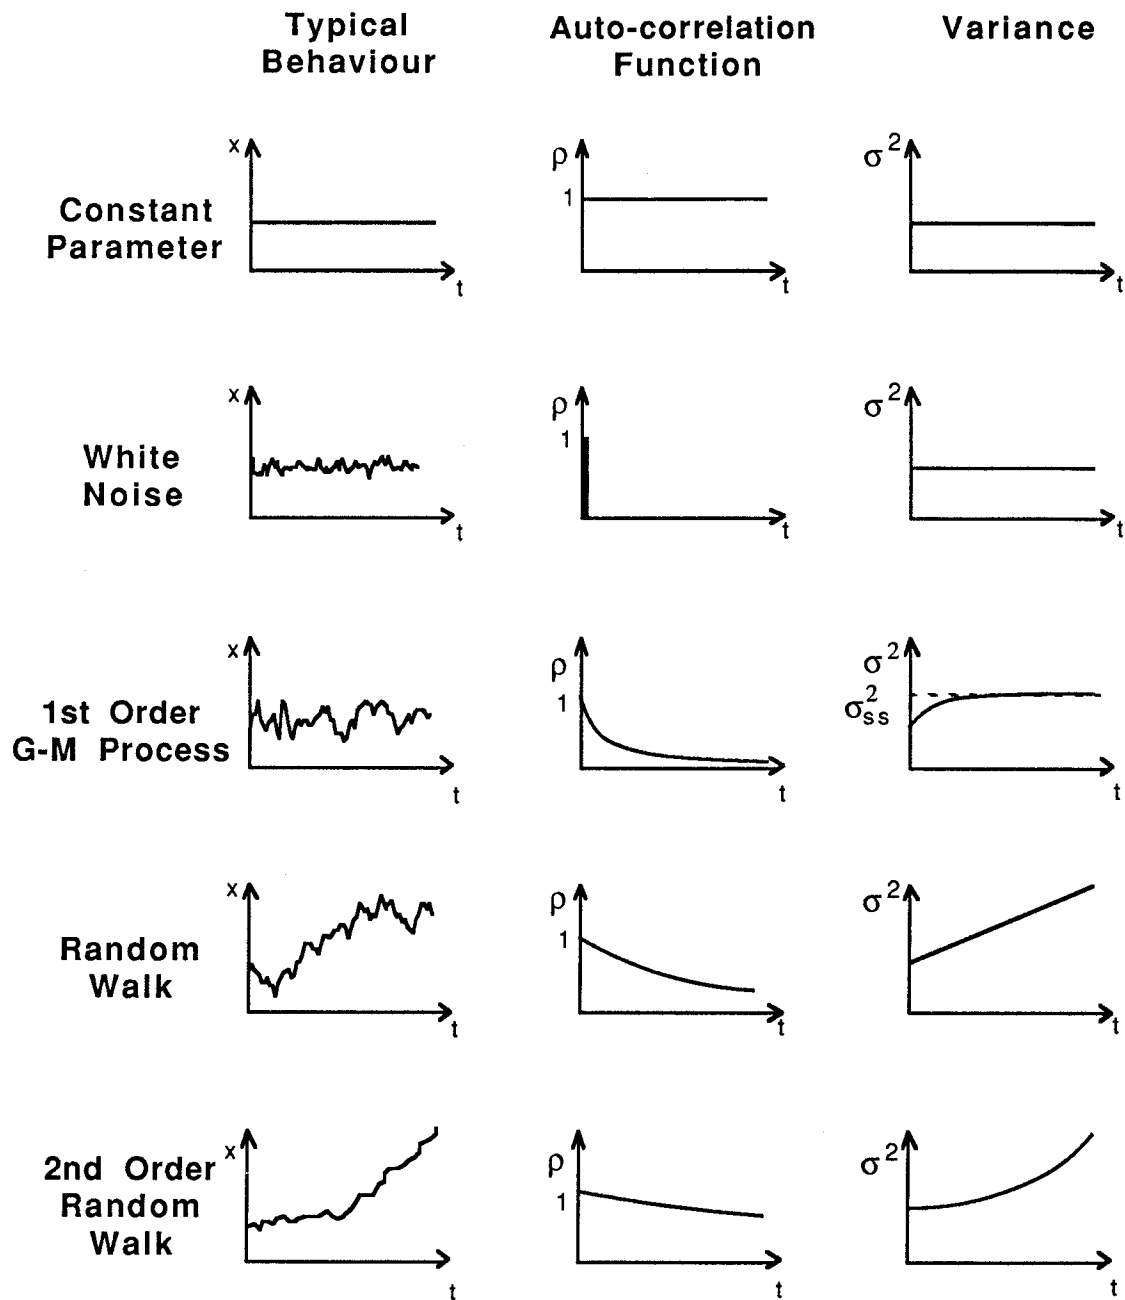 Typical
Behaviour
Auto-correlation
Function
Variance
Constant
Parameter
x
t
ρ
1
t
σ²
t
White
Noise
x
t
ρ
1
t
σ²
t
1st Order
G-M Process
x
t
ρ
1
t
σ²
σ²ss
t
Random
Walk
x
t
ρ
1
t
σ²
t
2nd Order
Random
Walk
x
t
ρ
1
t
σ²
t